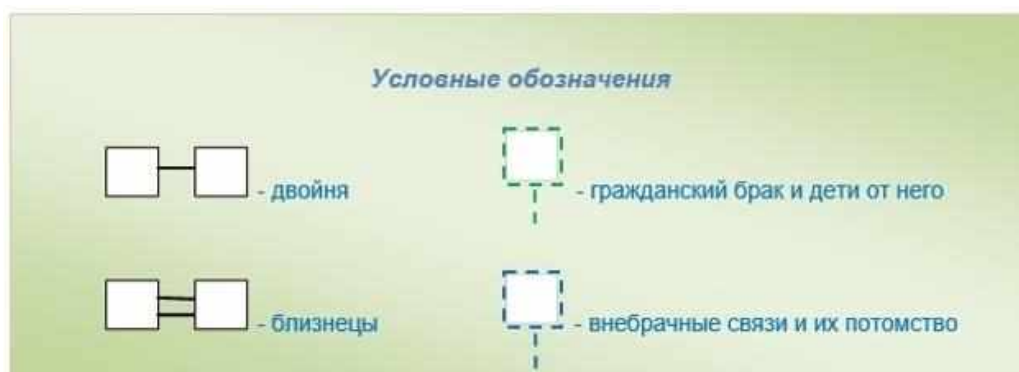 Условные обозначения
- двойня
- гражданский брак и дети от него
- близнецы
- внебрачные связи и их потомство